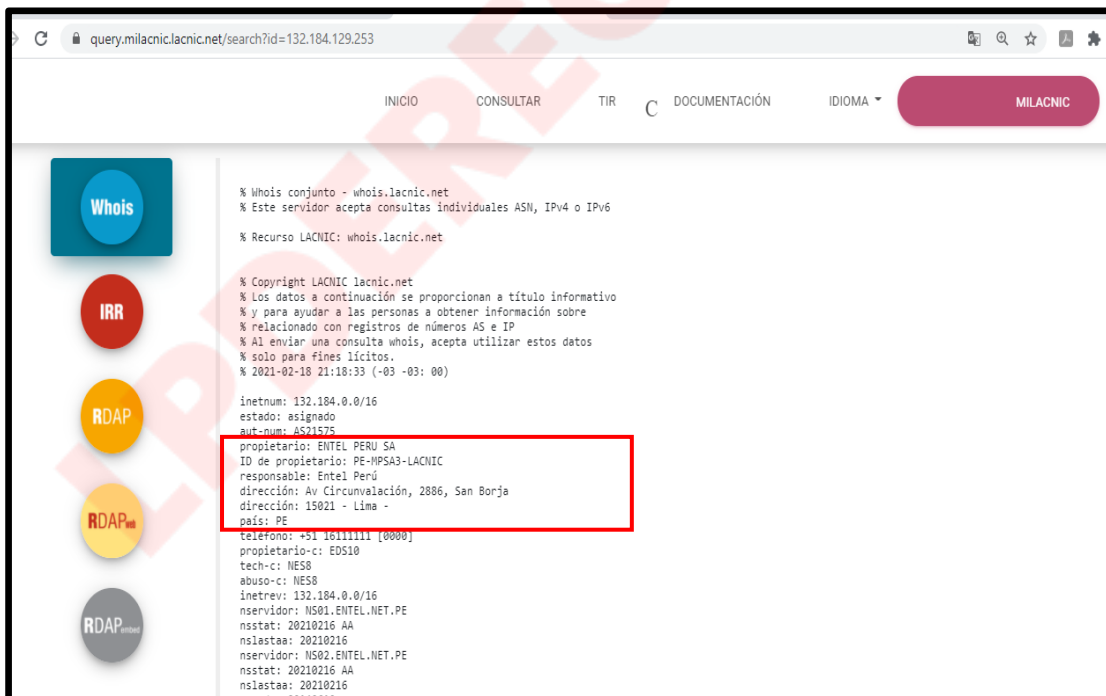 query.milacnic.lacnic.net/search?id=132.184.129.253
INICIO CONSULTAR TIR C DOCUMENTACIÓN IDIOMA MILACNIC
Whois
IRR
RDAP
RDAPweb
RDAPembed
% Whois conjunto - whois.lacnic.net
% Este servidor acepta consultas individuales ASN, IPv4 o IPv6
% Recurso LACNIC: whois.lacnic.net
% Copyright LACNIC lacnic.net
% Los datos a continuación se proporcionan a título informativo
% y para ayudar a las personas a obtener información sobre
% relacionado con registros de números AS e IP
% Al enviar una consulta whois, acepta utilizar estos datos
% solo para fines lícitos.
% 2021-02-18 21:18:33 (-03 -03: 00)
inetnum: 132.184.0.0/16
estado: asignado
aut-num: AS21575
propietario: ENTEL PERU SA
ID de propietario: PE-MPSA3-LACNIC
responsable: Entel Perú
dirección: Av Circunvalación, 2886, San Borja
dirección: 15021 - Lima -
país: PE
teléfono: +51 16111111 [0000]
propietario-c: EDS10
tech-c: NES8
abuso-c: NES8
inetrev: 132.184.0.0/16
nservidor: NS01.ENTEL.NET.PE
nsstat: 20210216 AA
nslastaa: 20210216
nservidor: NS02.ENTEL.NET.PE
nsstat: 20210216 AA
nslastaa: 20210216
LPDEREC